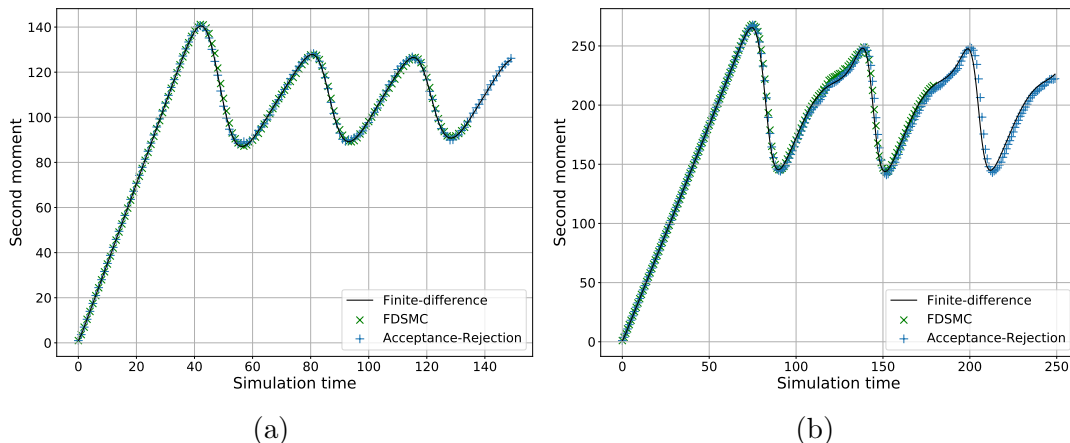 Second moment
140
120
100
80
60
40
20
0
Finite-difference
FDSMC
Acceptance-Rejection
0 20 40 60 80 100 120 140
Simulation time
(a)
Second moment
250
200
150
100
50
0
Finite-difference
FDSMC
Acceptance-Rejection
0 50 100 150 200 250
Simulation time
(b)